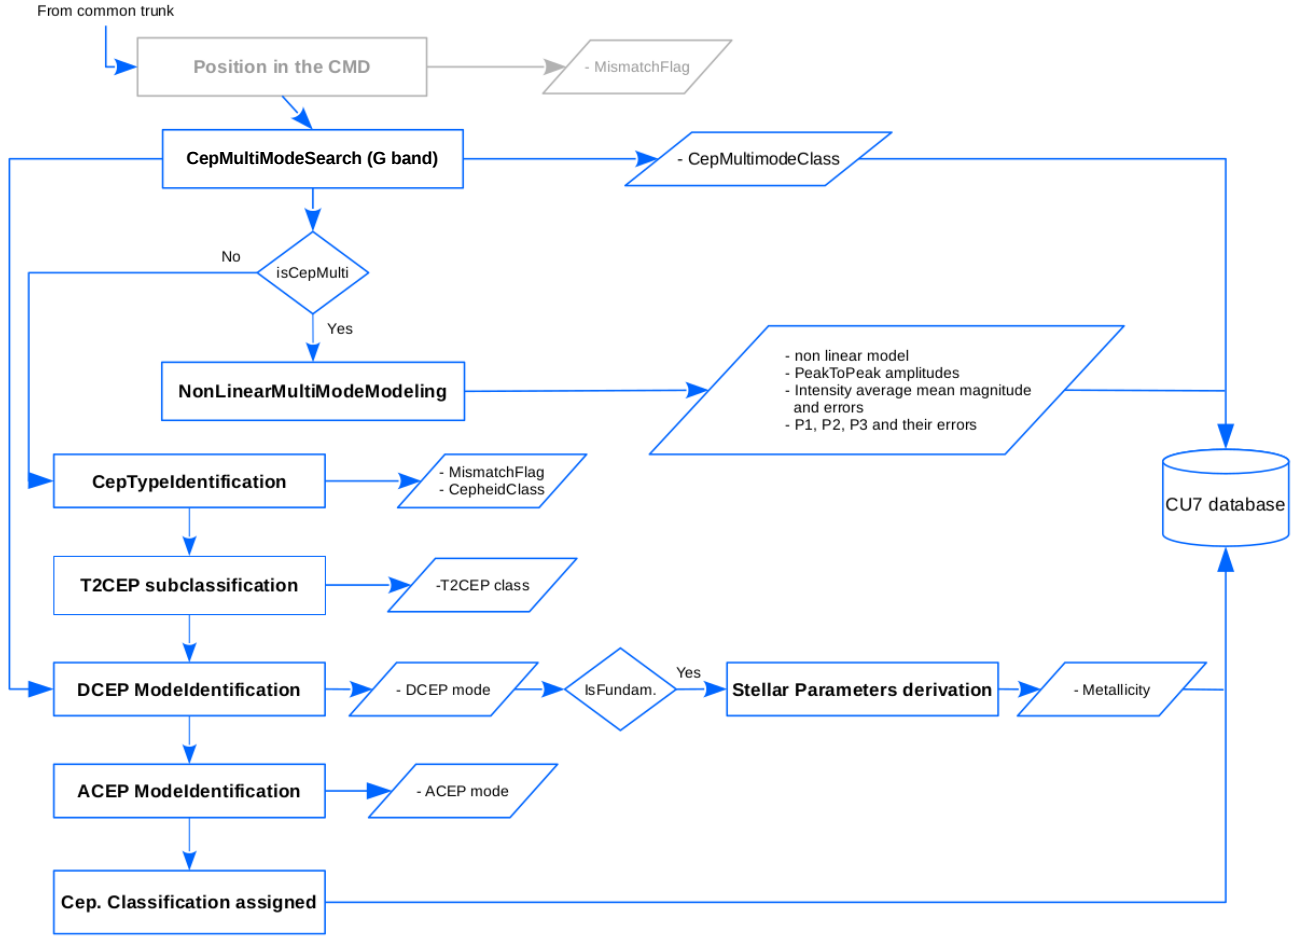 From common trunk
Position in the CMD
- MismatchFlag
CepMultiModeSearch (G band)
- CepMultimodeClass
No
isCepMulti
Yes
NonLinearMultiModeModeling
- non linear model
- PeakToPeak amplitudes
- Intensity average mean magnitude
and errors
- P1, P2, P3 and their errors
CepTypeIdentification
- MismatchFlag
- CepheidClass
CU7 database
T2CEP subclassification
-T2CEP class
DCEP ModeIdentification
- DCEP mode
IsFundam.
Yes
Stellar Parameters derivation
- Metallicity
ACEP ModeIdentification
- ACEP mode
Cep. Classification assigned